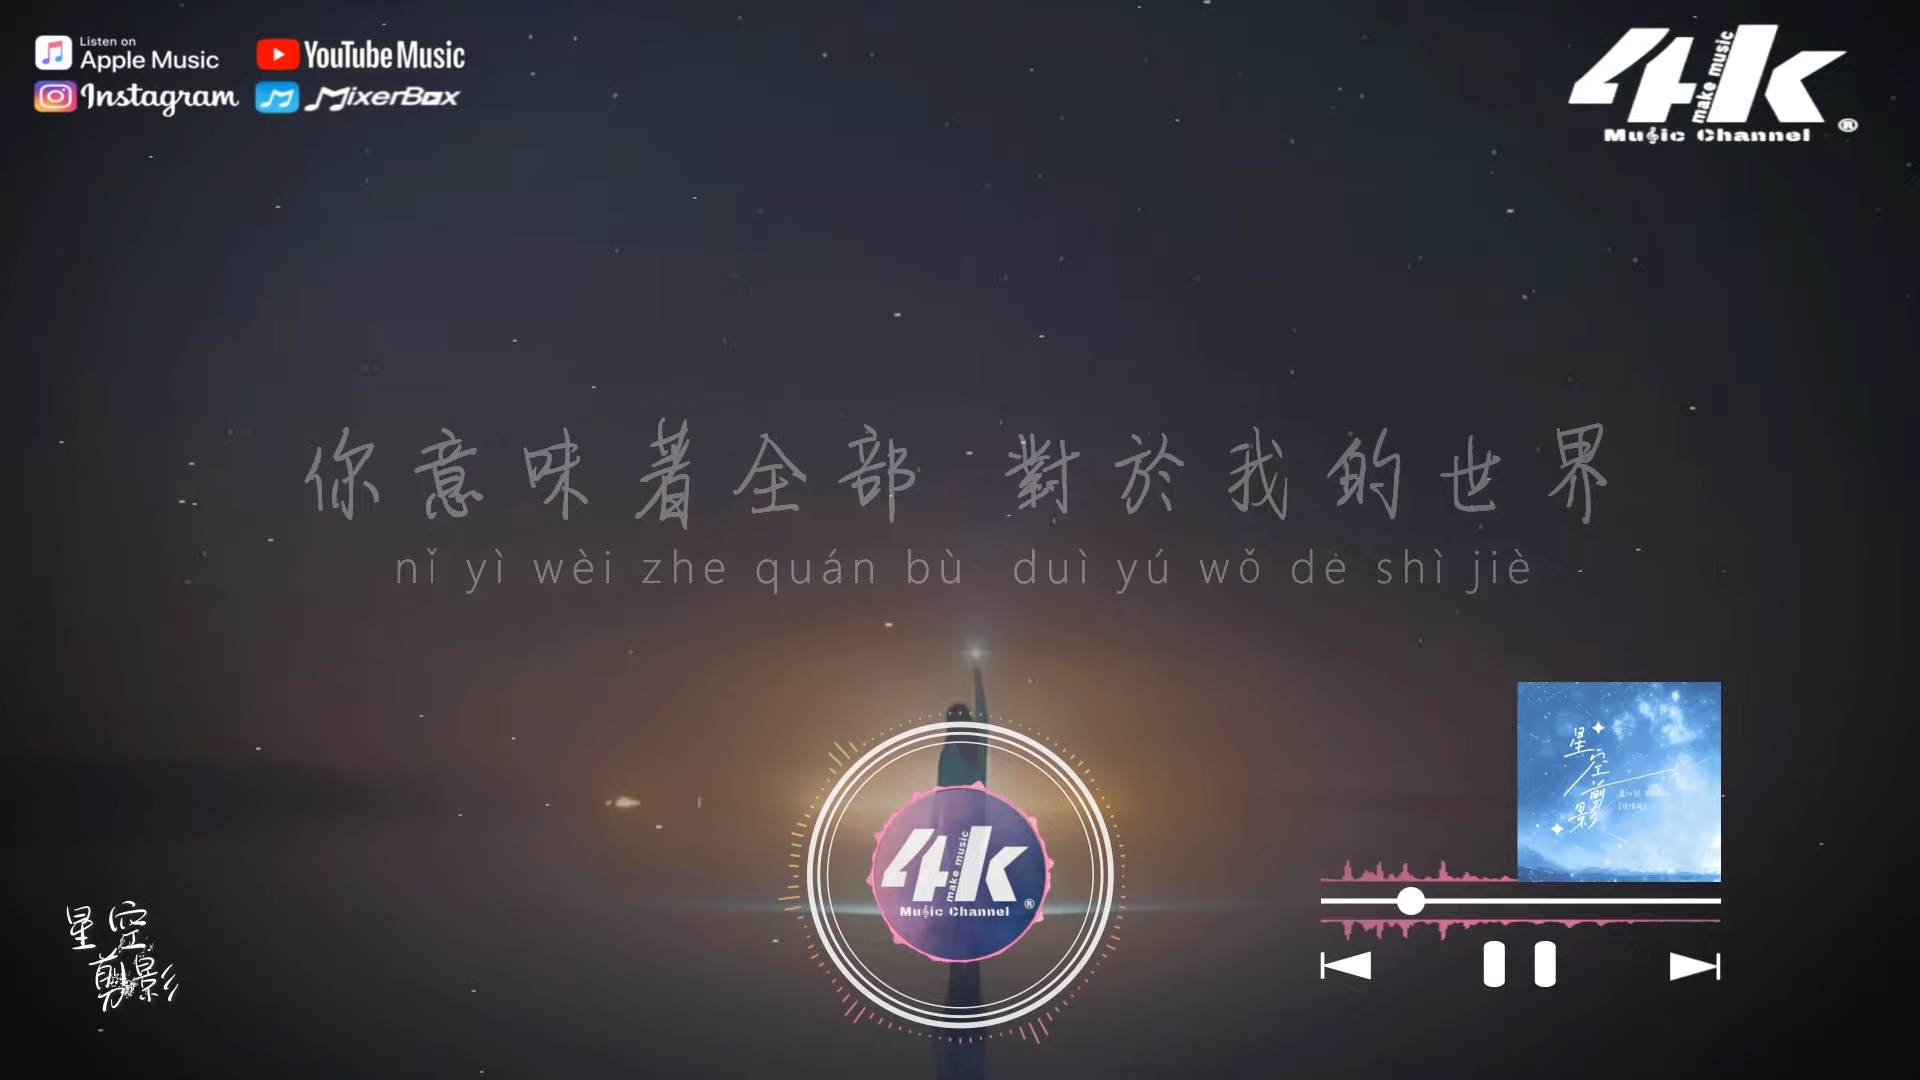 Listen on
Apple Music
YouTube Music
Instagram
MixerBox
4k
make music
Music Channel ®
你意味著全部 對於我的世界
nǐ yì wèi zhe quán bù duì yú wǒ de shì jiè
星空剪影
4k
make music
Music Channel ®
星空
剪影